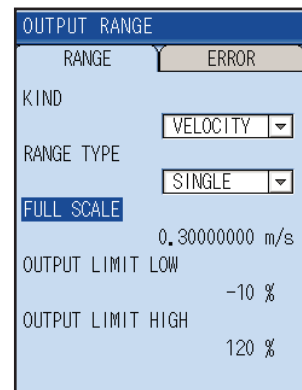 OUTPUT RANGE
RANGE ERROR
KIND
VELOCITY
RANGE TYPE
SINGLE
FULL SCALE
0.30000000 m/s
OUTPUT LIMIT LOW
-10 %
OUTPUT LIMIT HIGH
120 %